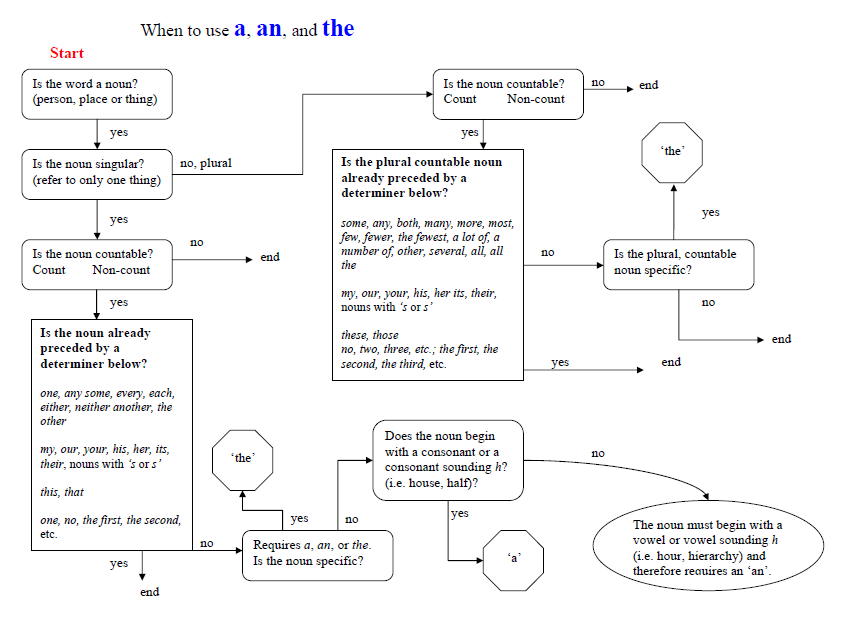 When to use a, an, and the
Start
Is the word a noun?
(person, place or thing)
yes
Is the noun singular?
(refer to only one thing)
no, plural
yes
Is the noun countable?
Count Non-count
no
end
yes
Is the noun already
preceded by a
determiner below?
one, any some, every, each,
either, neither another, the
other
my, our, your, his, her, its,
their, nouns with ‘s or s’
this, that
one, no, the first, the second,
etc.
yes
end
no
Requires a, an, or the.
Is the noun specific?
yes
‘the’
no
Does the noun begin
with a consonant or a
consonant sounding h?
(i.e. house, half)?
yes
‘a’
no
The noun must begin with a
vowel or vowel sounding h
(i.e. hour, hierarchy) and
therefore requires an ‘an’.
Is the noun countable?
Count Non-count
no
end
yes
Is the plural countable noun
already preceded by a
determiner below?
some, any, both, many, more, most,
few, fewer, the fewest, a lot of, a
number of, other, several, all, all
the
my, our, your, his, her its, their,
nouns with ‘s or s’
these, those
no, two, three, etc.; the first, the
second, the third, etc.
yes
end
no
Is the plural, countable
noun specific?
yes
‘the’
no
end